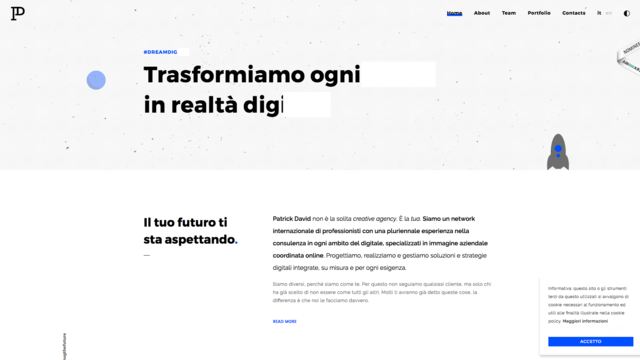 Home About Team Portfolio Contacts It en
#DREAMDIG
Trasformiamo ogni
in realtà digi
NOMINEE
Il tuo futuro ti
sta aspettando.
Patrick David non è la solita creative agency. È la tua. Siamo un network
internazionale di professionisti con una pluriennale esperienza nella
consulenza in ogni ambito del digitale, specializzati in immagine aziendale
coordinata online. Progettiamo, realizziamo e gestiamo soluzioni e strategie
digitali integrate, su misura e per ogni esigenza.
Siamo diversi, perché siamo come te. Per questo non seguiamo qualsiasi cliente, ma solo chi
ha già scelto di non essere come tutti gli altri. Molti ti avranno già detto queste cose, la
differenza è che noi le facciamo davvero.
READ MORE
Informativa: questo sito o gli strumenti
terzi da questo utilizzati si avvalgono di
cookie necessari al funzionamento ed
utili alle finalità illustrate nella cookie
policy. Maggiori informazioni
ACCETTO